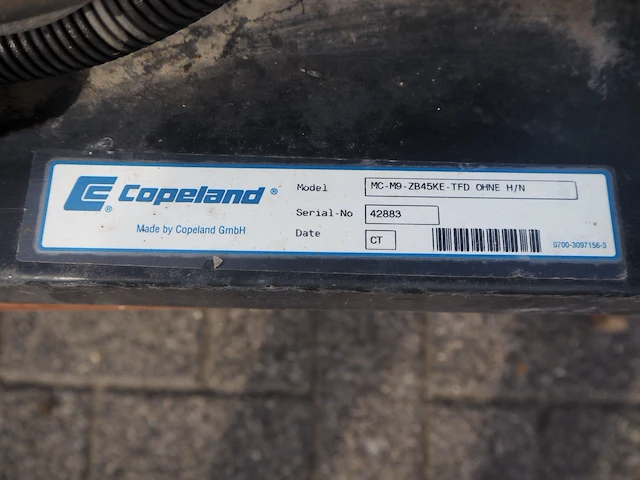 Copeland ®
®
Made by Copeland GmbH
Model MC-M9-ZB45KE-TFD OHNE H/N
Serial-No 42883
Date CT
0700-3097156-3